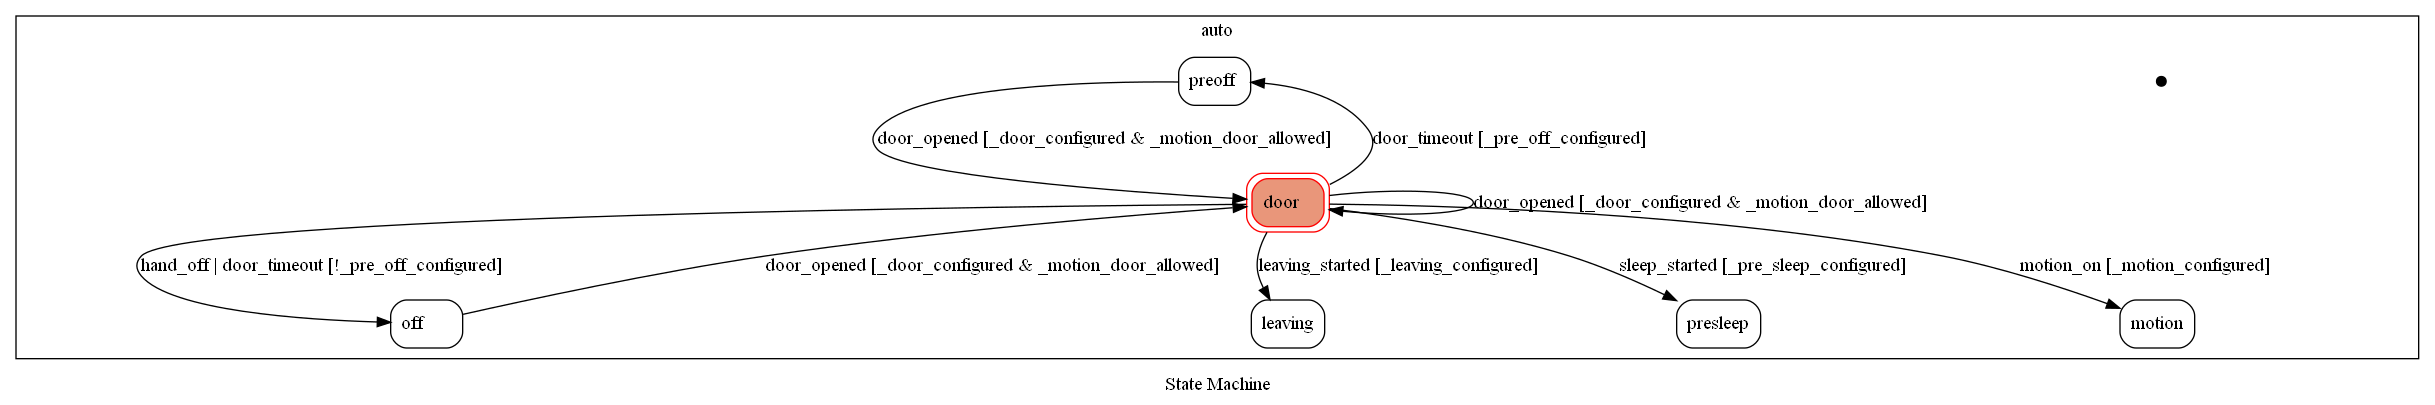 auto
preoff
door_opened [_door_configured & _motion_door_allowed]
door_timeout [_pre_off_configured]
door
door_opened [_door_configured & _motion_door_allowed]
hand_off | door_timeout [!_pre_off_configured]
door_opened [_door_configured & _motion_door_allowed]
leaving_started [_leaving_configured]
sleep_started [_pre_sleep_configured]
motion_on [_motion_configured]
off
leaving
presleep
motion
State Machine